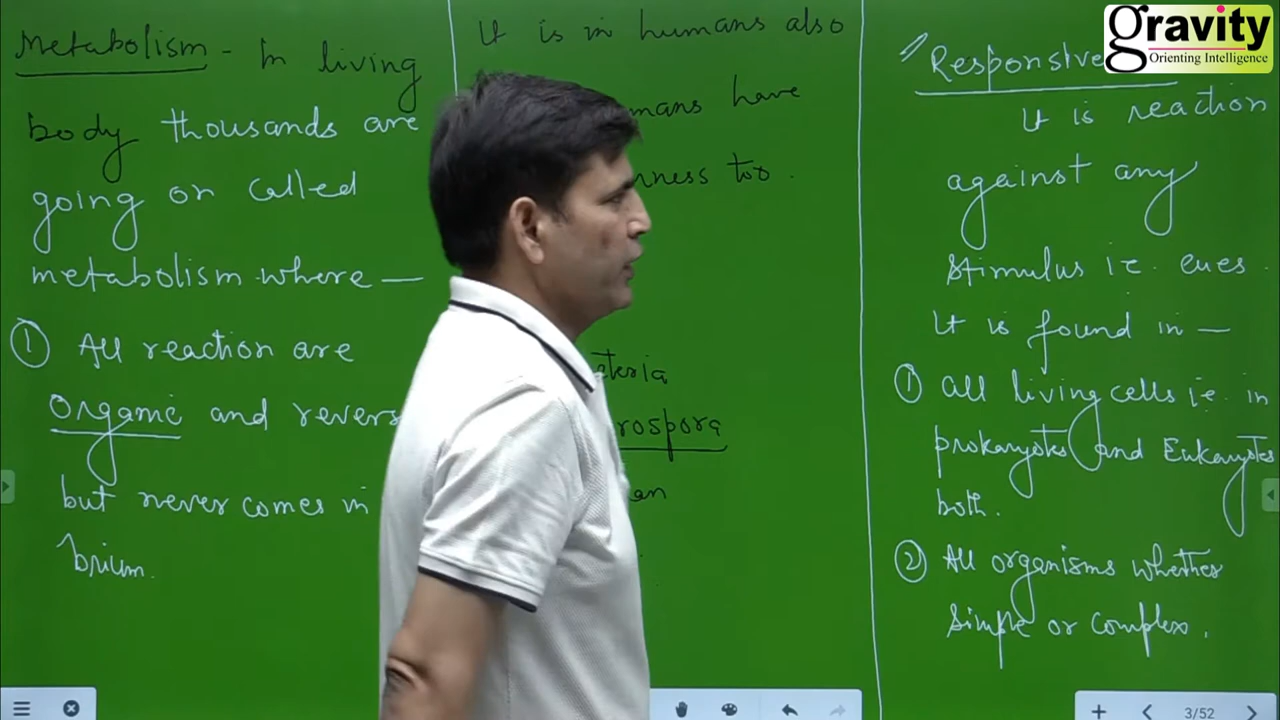 Metabolism - In living
body thousands are
going on called
metabolism where —
① All reaction are
organic and revers
but never comes in
brium.
It is in humans also
mans have
ness too.
teria
rospora
en
gravity
Orienting Intelligence
Responsive
It is reaction
against any
stimulus i.e. eues.
It is found in —
① all living cells i.e. in
prokaryotes and Eukaryotes
both.
② All organisms whether
simple or complex.
3/52